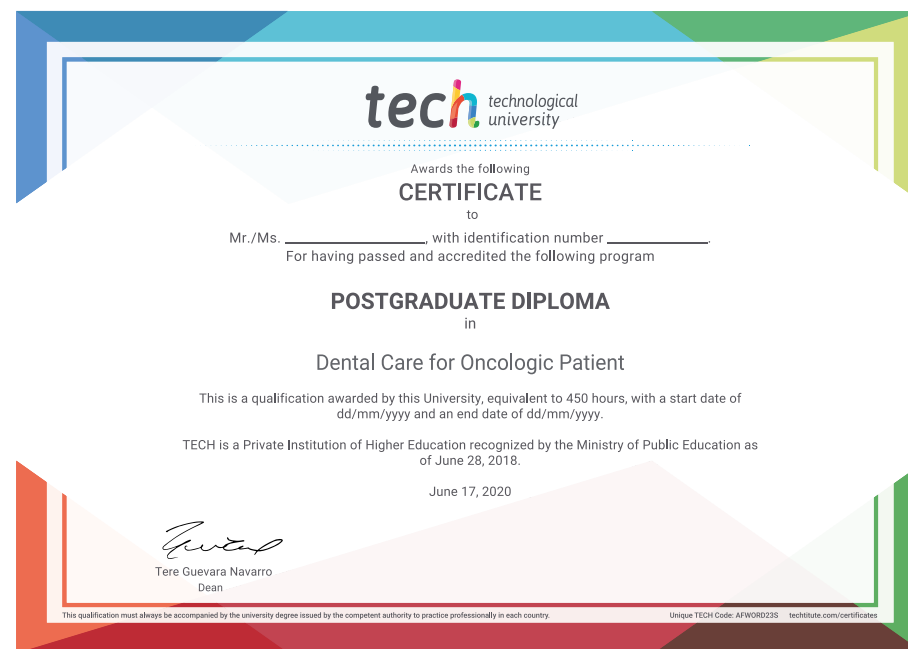 tech technological
university
Awards the following
CERTIFICATE
to
Mr./Ms. ____________________, with identification number ______________.
For having passed and accredited the following program
POSTGRADUATE DIPLOMA
in
Dental Care for Oncologic Patient
This is a qualification awarded by this University, equivalent to 450 hours, with a start date of
dd/mm/yyyy and an end date of dd/mm/yyyy.
TECH is a Private Institution of Higher Education recognized by the Ministry of Public Education as
of June 28, 2018.
June 17, 2020
Tere Guevara Navarro
Dean
This qualification must always be accompanied by the university degree issued by the competent authority to practice professionally in each country. Unique TECH Code: AFWORD23S techtitute.com/certificates